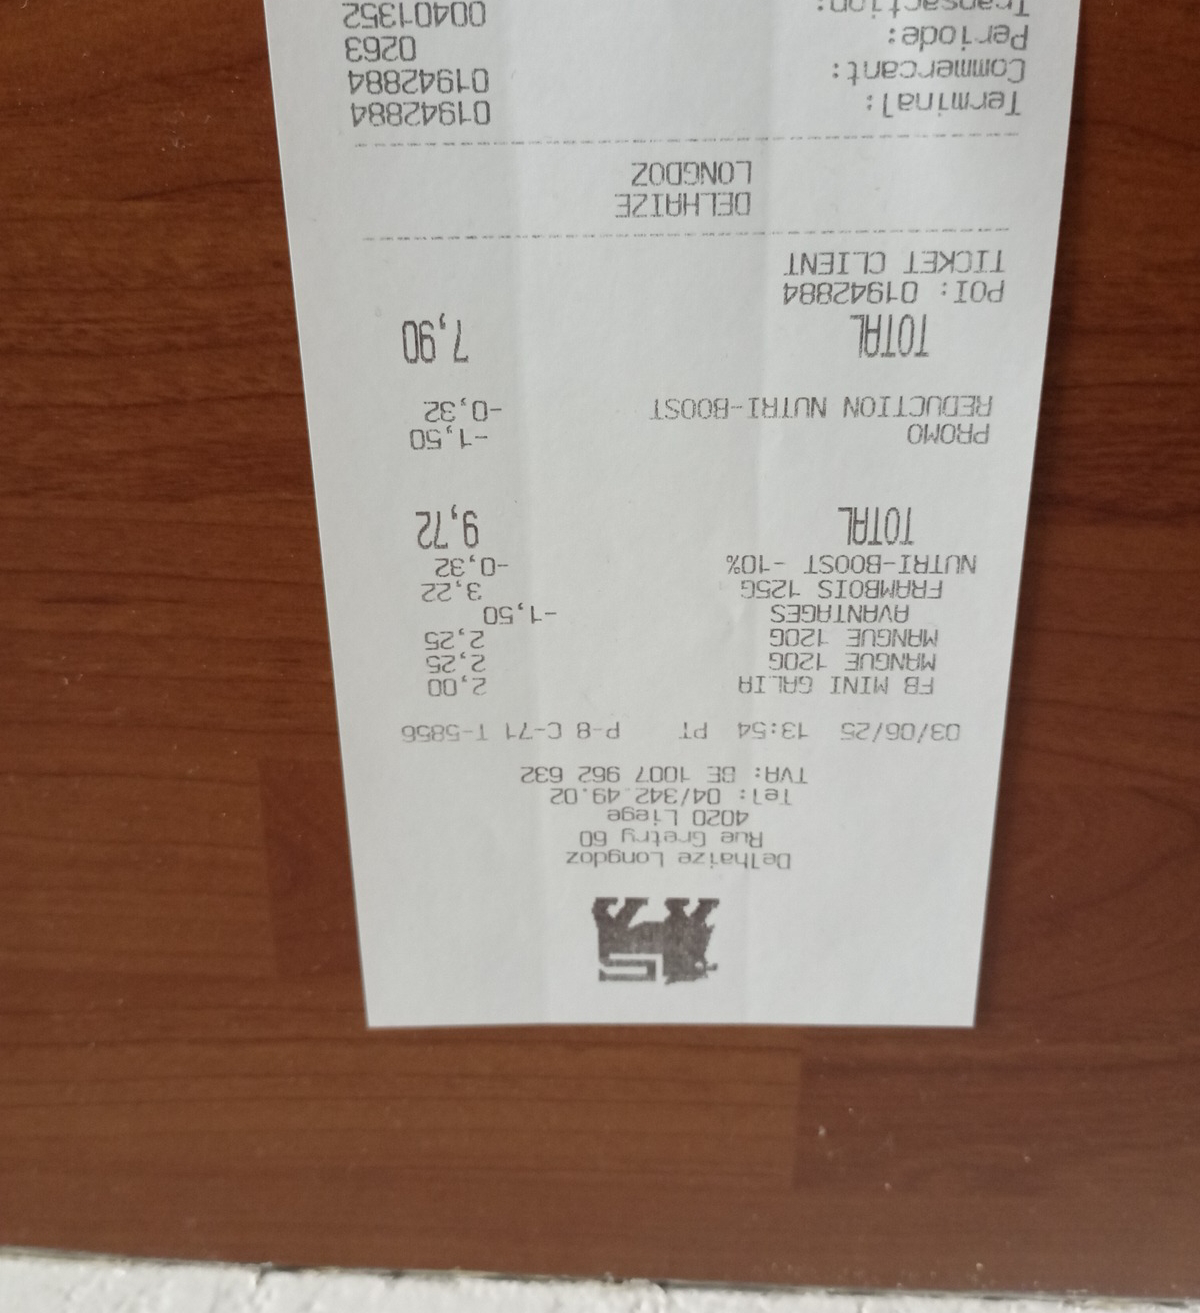 Delhaize Longdoz
Rue Gretry 60
4020 Liege
Tel: 04/342.49.02
TVA: BE 1007 962 632
03/06/25 13:54 PT P-8 C-71 T-5856
FB MINI GALIA 2,00
MANGUE 120G 2,25
MANGUE 120G 2,25
AVANTAGES -1,50
FRAMBOIS 125G 3,22
NUTRI-BOOST -10% -0,32
TOTAL 9,72
PROMO -1,50
REDUCTION NUTRI-BOOST -0,32
TOTAL 7,90
POI: 01942884
TICKET CLIENT
DELHAIZE
LONGDOZ
Terminal: 01942884
Commercant: 01942884
Periode: 0263
Transaction: 00401352